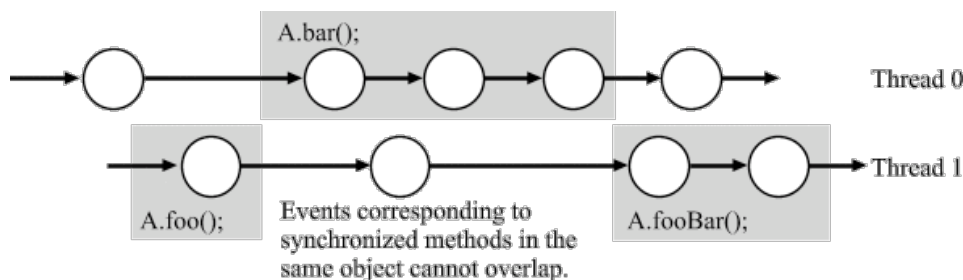 A.bar();
Thread 0
Thread 1
A.foo();
Events corresponding to
synchronized methods in the
same object cannot overlap.
A.fooBar();